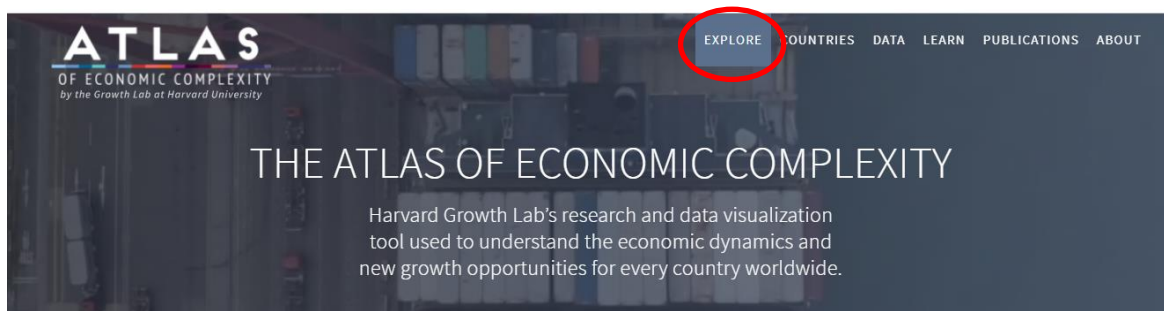 ATLAS
OF ECONOMIC COMPLEXITY
by the Growth Lab at Harvard University
EXPLORE COUNTRIES DATA LEARN PUBLICATIONS ABOUT
THE ATLAS OF ECONOMIC COMPLEXITY
Harvard Growth Lab's research and data visualization
tool used to understand the economic dynamics and
new growth opportunities for every country worldwide.